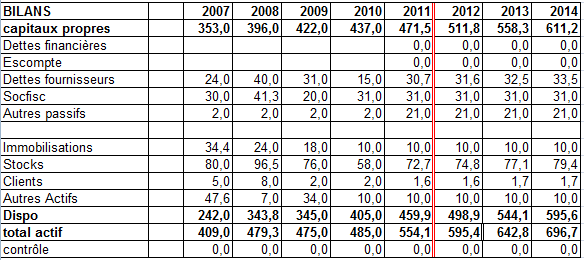 BILANS 2007 2008 2009 2010 2011 2012 2013 2014
capitaux propres 353,0 396,0 422,0 437,0 471,5 511,8 558,3 611,2
Dettes financières 0,0 0,0 0,0 0,0
Escompte 0,0 0,0 0,0 0,0
Dettes fournisseurs 24,0 40,0 31,0 15,0 30,7 31,6 32,5 33,5
Socfisc 30,0 41,3 20,0 31,0 31,0 31,0 31,0 31,0
Autres passifs 2,0 2,0 2,0 2,0 21,0 21,0 21,0 21,0
Immobilisations 34,4 24,0 18,0 10,0 10,0 10,0 10,0 10,0
Stocks 80,0 96,5 76,0 58,0 72,7 74,8 77,1 79,4
Clients 5,0 8,0 2,0 2,0 1,6 1,6 1,7 1,7
Autres Actifs 47,6 7,0 34,0 10,0 10,0 10,0 10,0 10,0
Dispo 242,0 343,8 345,0 405,0 459,9 498,9 544,1 595,6
total actif 409,0 479,3 475,0 485,0 554,1 595,4 642,8 696,7
contrôle 0,0 0,0 0,0 0,0 0,0 0,0 0,0 0,0